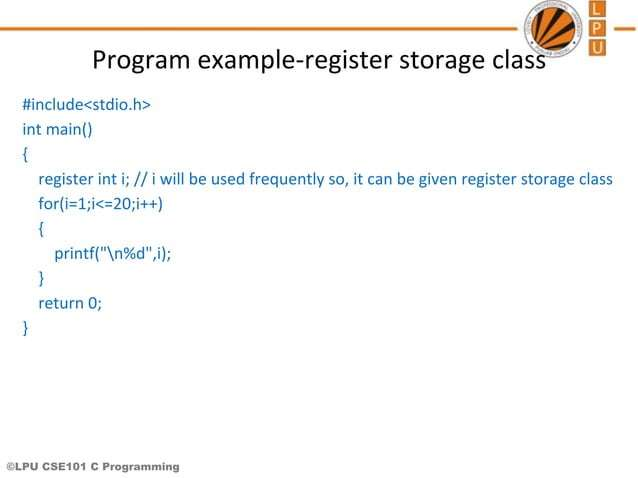 L
P
U
Program example-register storage class
#include<stdio.h>
int main()
{
register int i; // i will be used frequently so, it can be given register storage class
for(i=1;i<=20;i++)
{
printf("\n%d",i);
}
return 0;
}
©LPU CSE101 C Programming